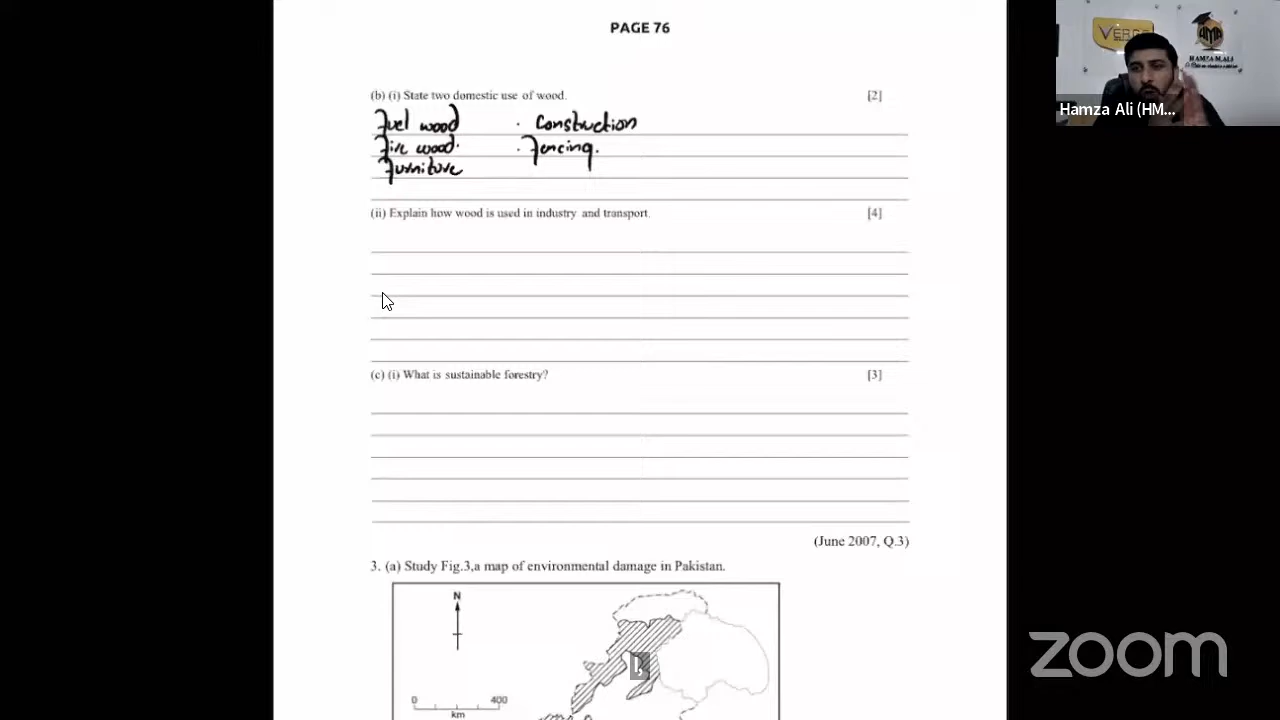 PAGE 76
HAMZA M.ALI
Hamza Ali (HM...
(b) (i) State two domestic use of wood. [2]
Fuel wood · Construction
Fire wood · Fencing.
Furniture
(ii) Explain how wood is used in industry and transport. [4]
(c) (i) What is sustainable forestry? [3]
(June 2007, Q.3)
3. (a) Study Fig.3,a map of environmental damage in Pakistan.
N
0 400
km
zoom